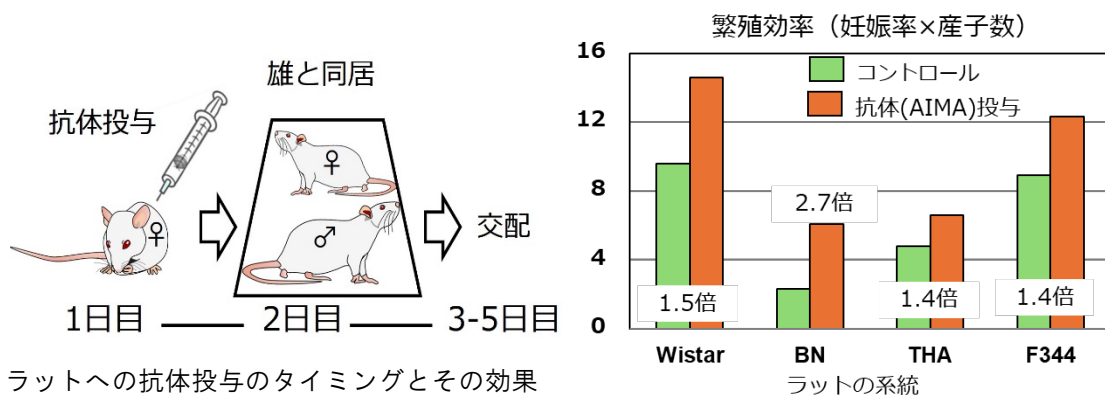 抗体投与
雄と同居
♀
♀
♂
交配
1日目
2日目
3-5日目
ラットへの抗体投与のタイミングとその効果
繁殖効率（妊娠率×産子数）
16
12
8
4
0
コントロール
抗体(AIMA)投与
1.5倍
2.7倍
1.4倍
1.4倍
Wistar
BN
THA
F344
ラットの系統